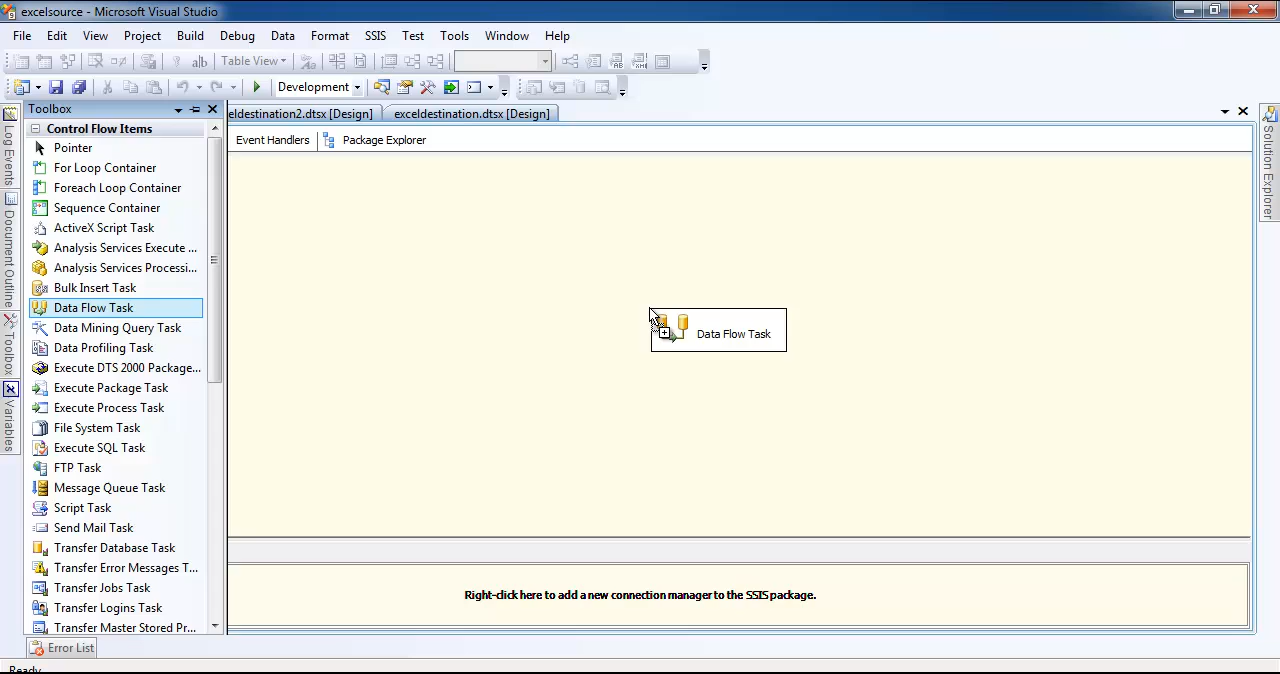 excelsource - Microsoft Visual Studio
File Edit View Project Build Debug Data Format SSIS Test Tools Window Help
Table View
Development
Toolbox
eldestination2.dtsx [Design] exceldestination.dtsx [Design]
Control Flow Items
Event Handlers Package Explorer
Pointer
For Loop Container
Foreach Loop Container
Sequence Container
ActiveX Script Task
Analysis Services Execute ...
Analysis Services Processi...
Bulk Insert Task
Data Flow Task
Data Mining Query Task
Data Profiling Task
Execute DTS 2000 Package...
Execute Package Task
Execute Process Task
File System Task
Execute SQL Task
FTP Task
Message Queue Task
Script Task
Send Mail Task
Transfer Database Task
Transfer Error Messages T...
Transfer Jobs Task
Transfer Logins Task
Transfer Master Stored Pr...
Data Flow Task
Right-click here to add a new connection manager to the SSIS package.
Log Events
Document Outline
Toolbox
Variables
Solution Explorer
Error List
Ready